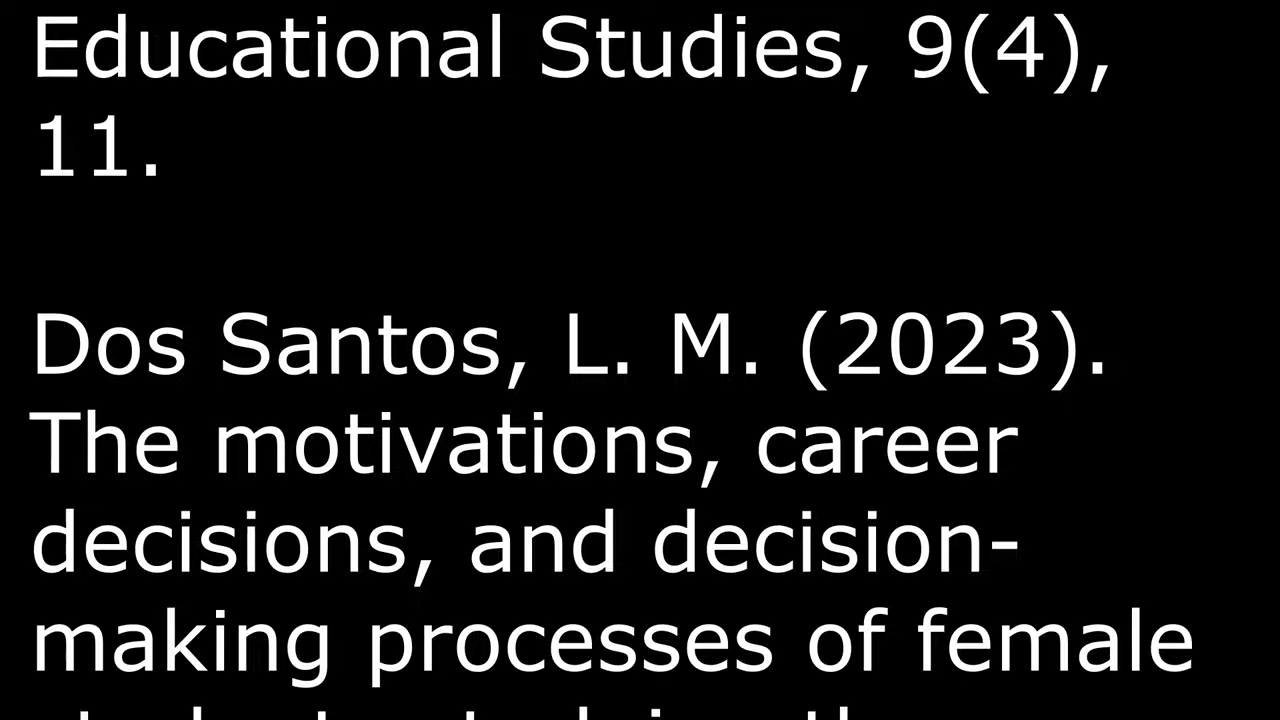 Educational Studies, 9(4),
11.
Dos Santos, L. M. (2023).
The motivations, career
decisions, and decision-
making processes of female